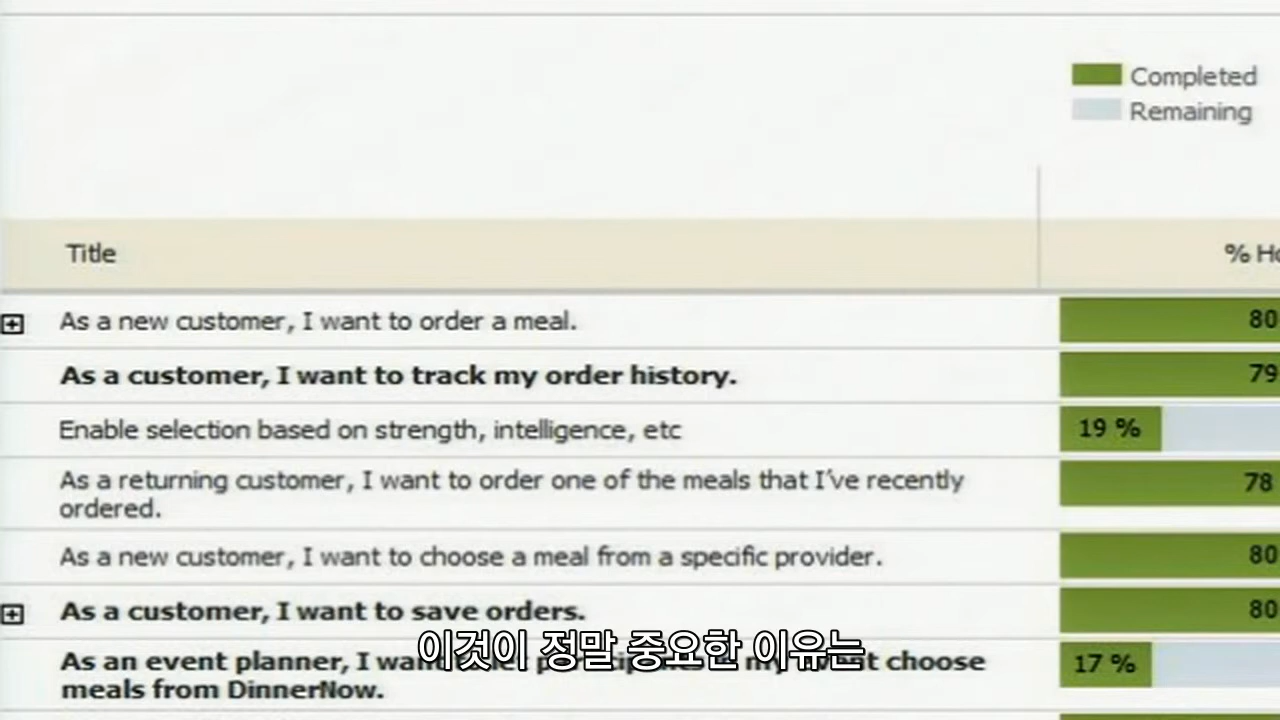 Completed
Remaining
Title
% Ho
As a new customer, I want to order a meal.
80
As a customer, I want to track my order history.
79
Enable selection based on strength, intelligence, etc
19 %
As a returning customer, I want to order one of the meals that I've recently
ordered.
78
As a new customer, I want to choose a meal from a specific provider.
80
As a customer, I want to save orders.
80
이것이 정말 중요한 이유는
As an event planner, I want my choose
meals from DinnerNow.
17 %